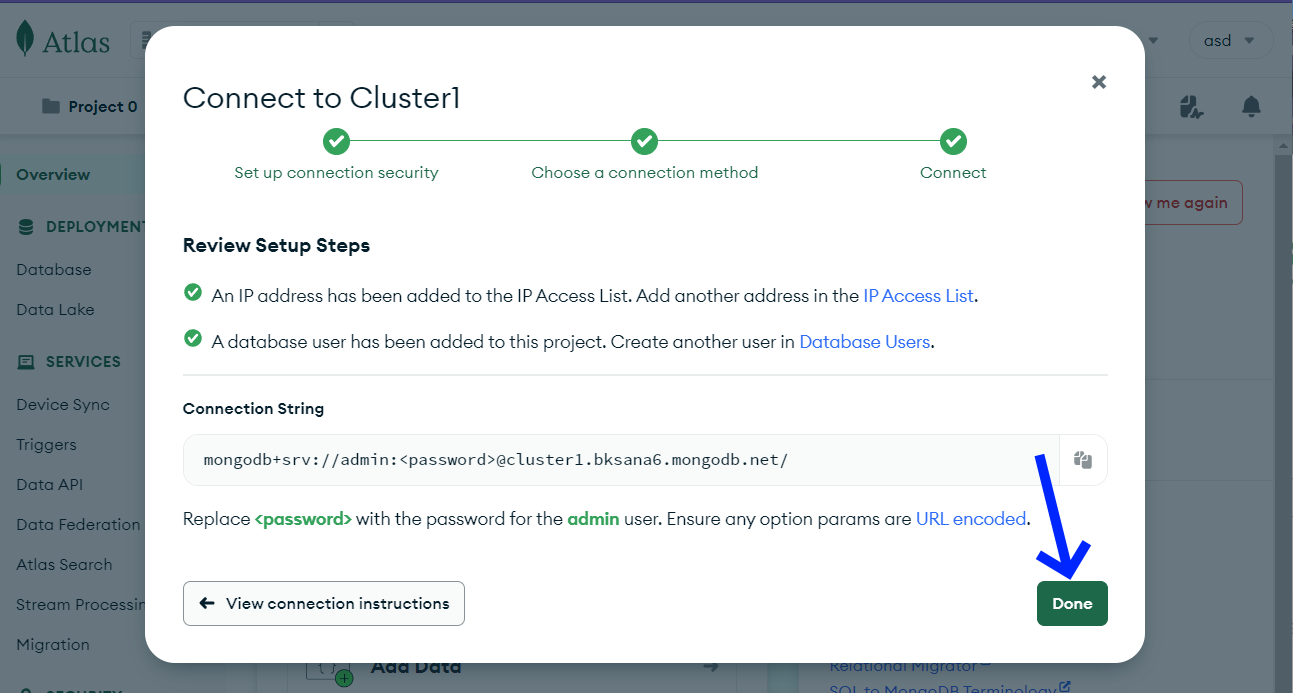 Atlas
asd
Project 0
Connect to Cluster1
Set up connection security
Choose a connection method
Connect
Overview
w me again
DEPLOYMENT
Review Setup Steps
Database
An IP address has been added to the IP Access List. Add another address in the IP Access List.
Data Lake
A database user has been added to this project. Create another user in Database Users.
SERVICES
Device Sync
Connection String
Triggers
mongodb+srv://admin:<password>@cluster1.bksana6.mongodb.net/
Data API
Replace <password> with the password for the admin user. Ensure any option params are URL encoded.
Data Federation
Atlas Search
Stream Processin
View connection instructions
Done
Migration
Add Data
Relational Migrator
SQL to MongoDB Terminology
SECURITY